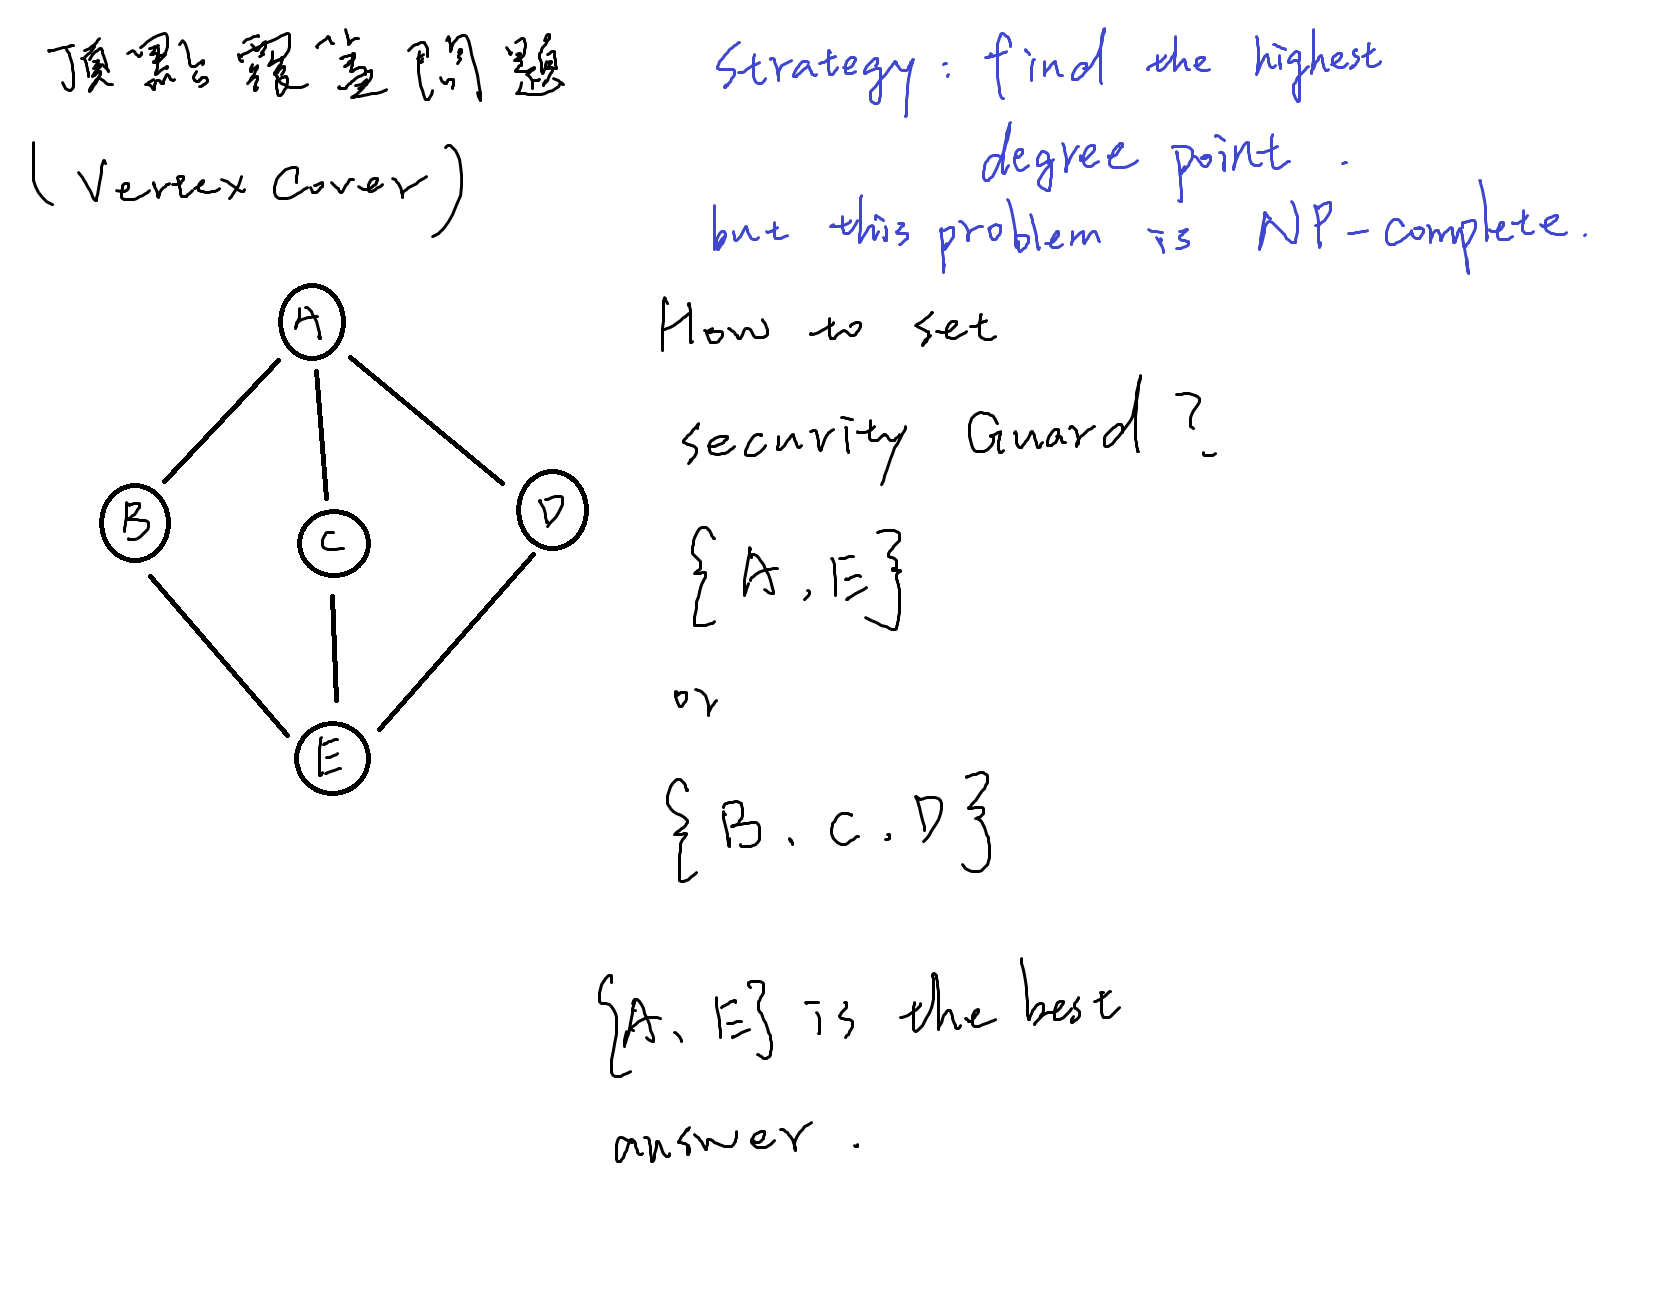 頂點覆蓋問題
(Vertex Cover)
Strategy: find the highest
degree point.
but this problem is NP-complete.
How to set
security Guard?
{A, E}
or
{B, C, D}
{A, E} is the best
answer.
A
B
C
D
E